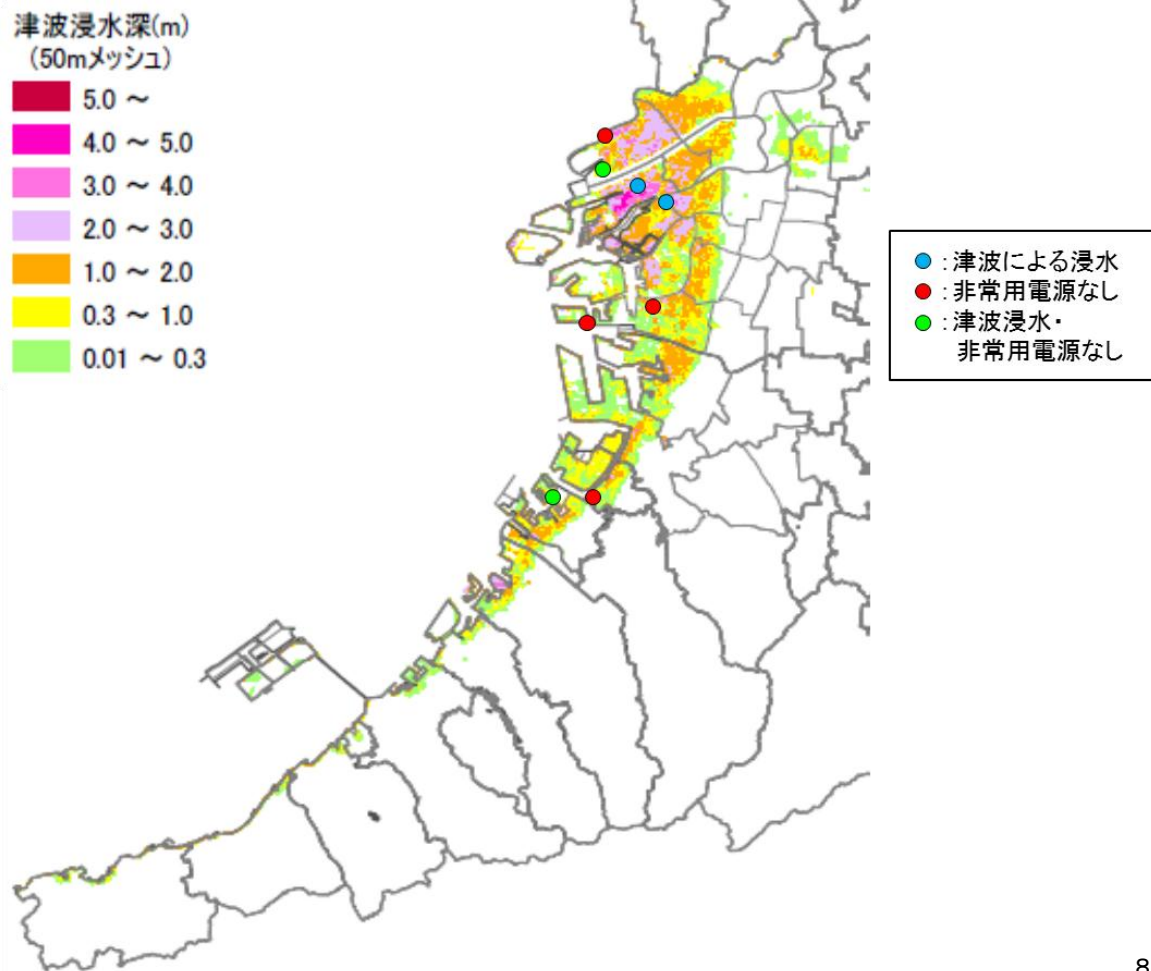 津波浸水深(m)
(50mメッシュ)
5.0 ～
4.0 ～ 5.0
3.0 ～ 4.0
2.0 ～ 3.0
1.0 ～ 2.0
0.3 ～ 1.0
0.01 ～ 0.3
：津波による浸水
：非常用電源なし
：津波浸水・
非常用電源なし
8